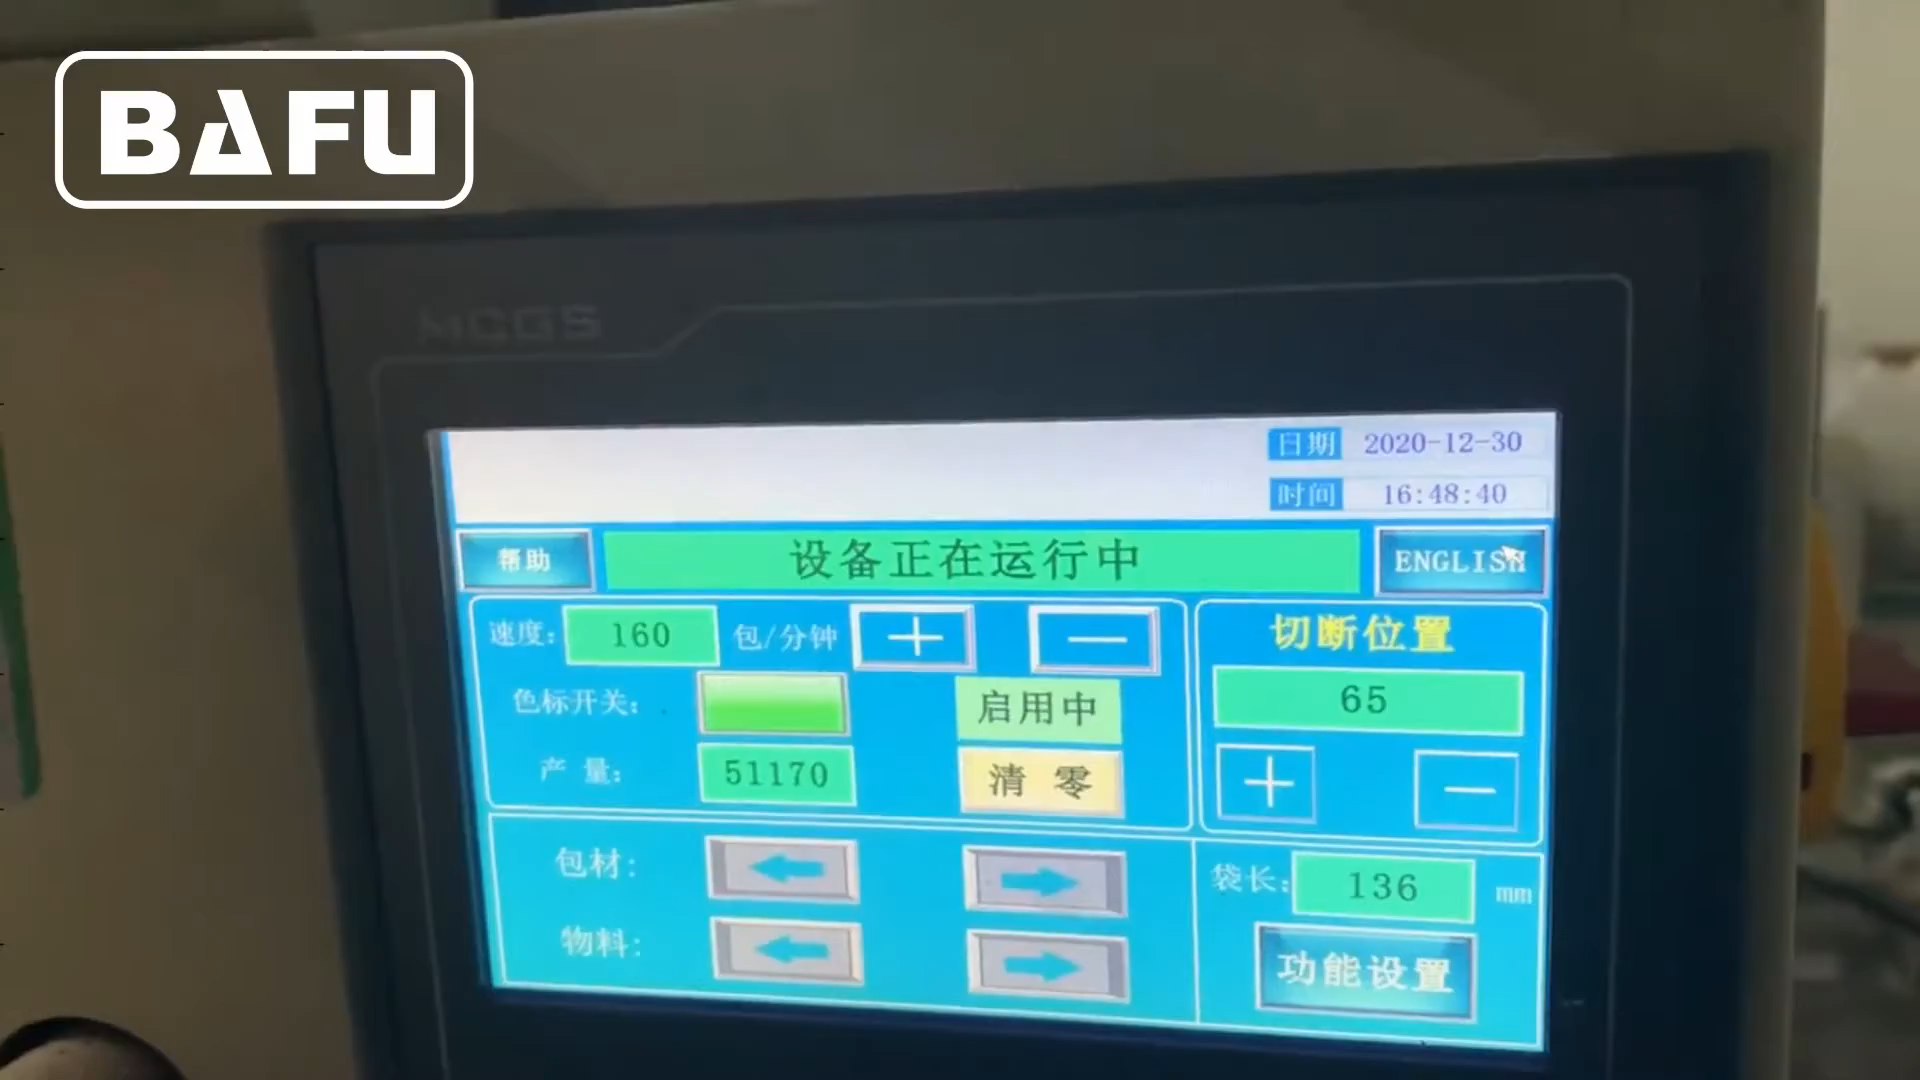 BAFU
MCGS
日期 2020-12-30
时间 16:48:40
帮助 设备正在运行中 ENGLISH
速度: 160 包/分钟 + —
切断位置
色标开关: 启用中
65
产 量: 51170 清 零
+ —
包材:
袋长: 136 mm
物料:
功能设置